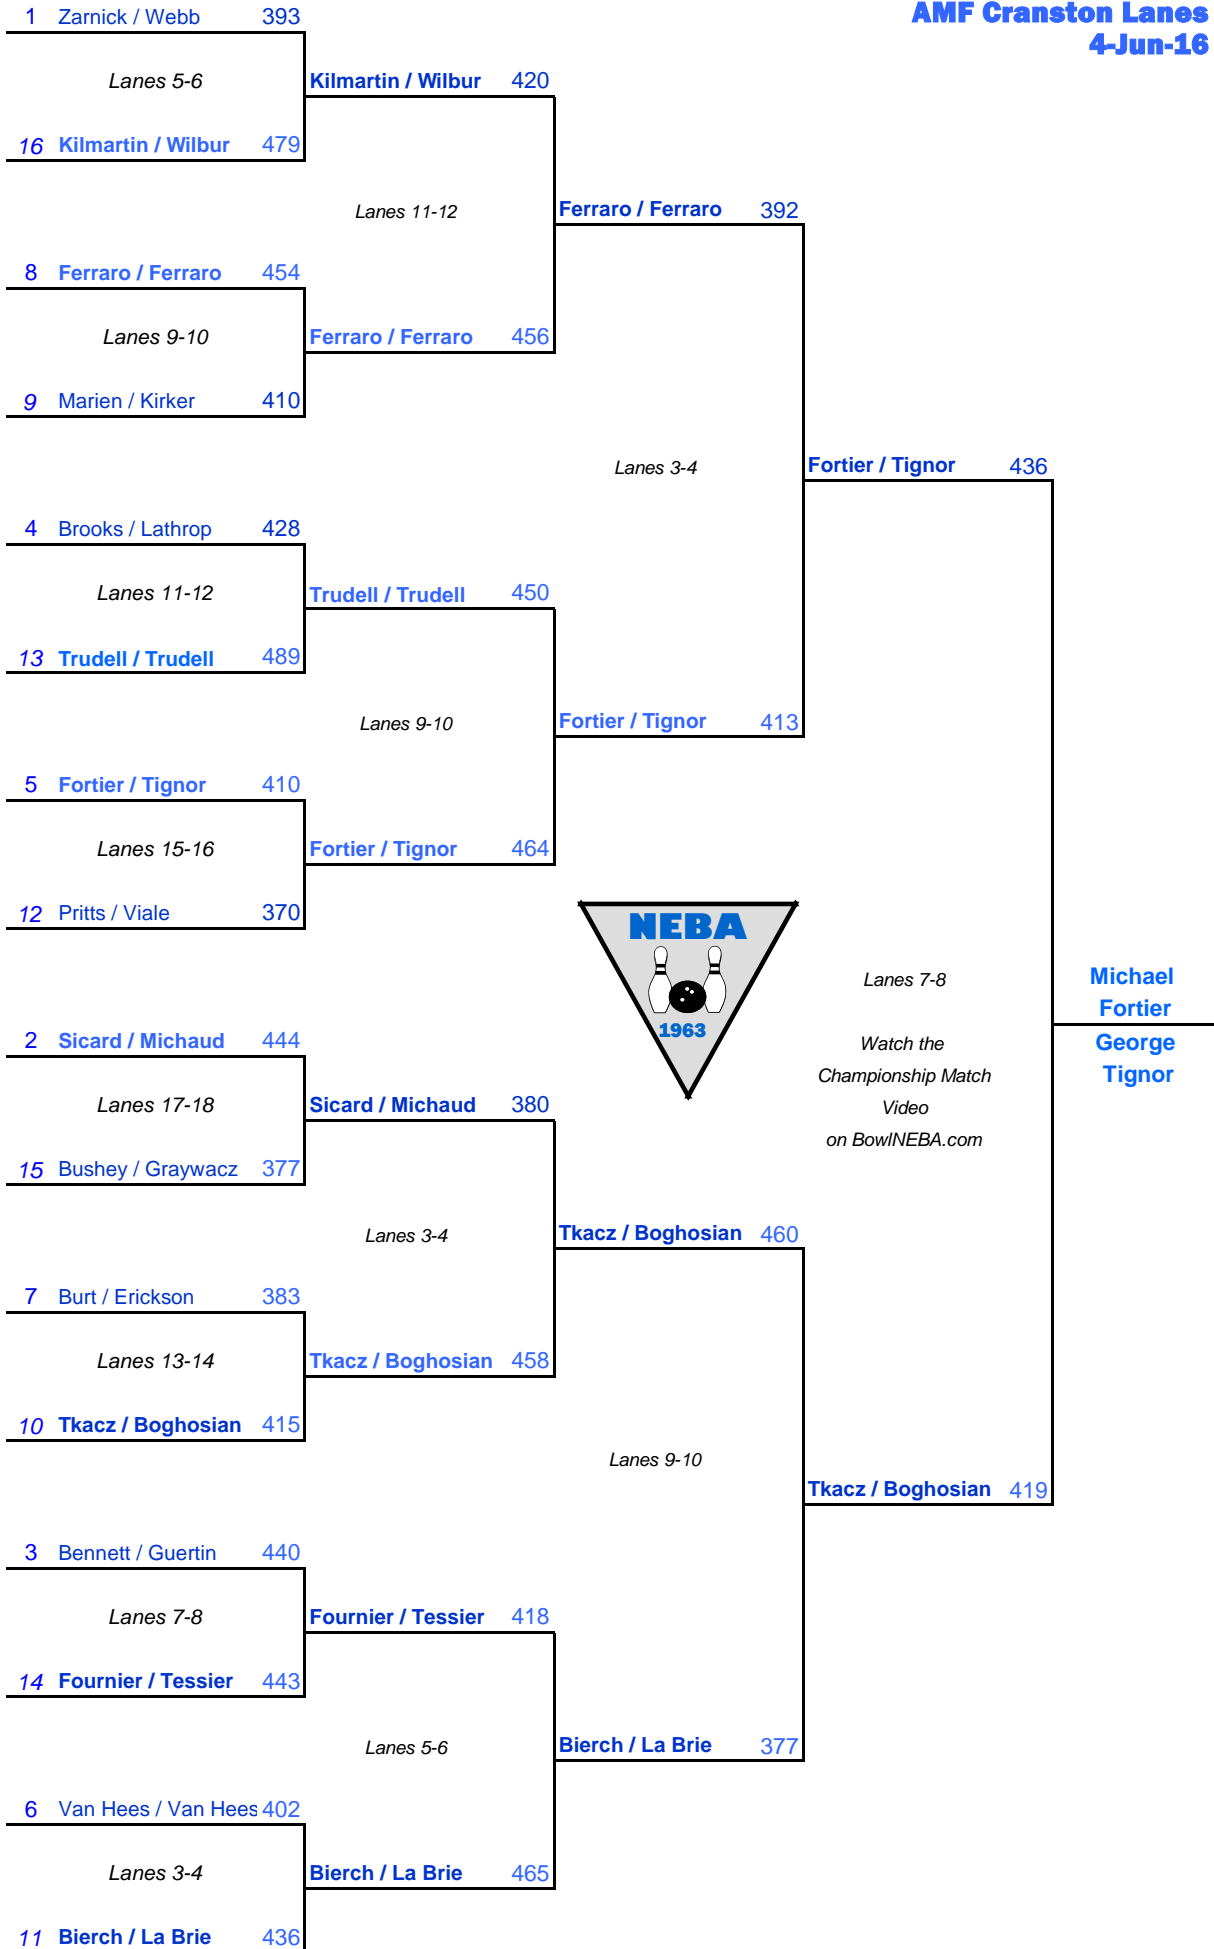 AMF Cranston Lanes
4-Jun-16
1 Zarnick / Webb 393
Lanes 5-6
Kilmartin / Wilbur 420
16 Kilmartin / Wilbur 479
Lanes 11-12
Ferraro / Ferraro 392
8 Ferraro / Ferraro 454
Lanes 9-10
Ferraro / Ferraro 456
9 Marien / Kirker 410
Lanes 3-4
Fortier / Tignor 436
4 Brooks / Lathrop 428
Lanes 11-12
Trudell / Trudell 450
13 Trudell / Trudell 489
Lanes 9-10
Fortier / Tignor 413
5 Fortier / Tignor 410
Lanes 15-16
Fortier / Tignor 464
12 Pritts / Viale 370
NEBA
1963
Lanes 7-8
Watch the
Championship Match
Video
on BowlNEBA.com
Michael
Fortier
George
Tignor
2 Sicard / Michaud 444
Lanes 17-18
Sicard / Michaud 380
15 Bushey / Graywacz 377
Lanes 3-4
Tkacz / Boghosian 460
7 Burt / Erickson 383
Lanes 13-14
Tkacz / Boghosian 458
10 Tkacz / Boghosian 415
Lanes 9-10
Tkacz / Boghosian 419
3 Bennett / Guertin 440
Lanes 7-8
Fournier / Tessier 418
14 Fournier / Tessier 443
Lanes 5-6
Bierch / La Brie 377
6 Van Hees / Van Hees 402
Lanes 3-4
Bierch / La Brie 465
11 Bierch / La Brie 436